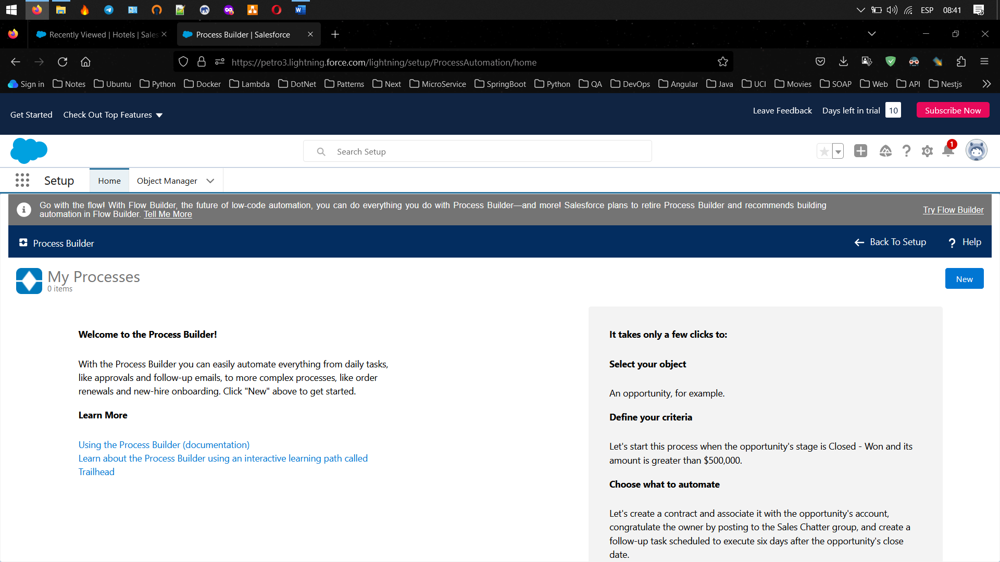 ESP
08:41
Recently Viewed | Hotels | Sales
Process Builder | Salesforce
https://petro3.lightning.force.com/lightning/setup/ProcessAutomation/home
Sign in
Notes
Ubuntu
Python
Docker
Lambda
DotNet
Patterns
Next
MicroService
SpringBoot
Python
QA
DevOps
Angular
Java
UCI
Movies
SOAP
Web
API
Nestjs
Get Started
Check Out Top Features
Leave Feedback
Days left in trial
10
Subscribe Now
Search Setup
1
Setup
Home
Object Manager
Go with the flow! With Flow Builder, the future of low-code automation, you can do everything you do with Process Builder—and more! Salesforce plans to retire Process Builder and recommends building
automation in Flow Builder. Tell Me More
Try Flow Builder
Process Builder
Back To Setup
? Help
My Processes
0 items
New
Welcome to the Process Builder!
With the Process Builder you can easily automate everything from daily tasks,
like approvals and follow-up emails, to more complex processes, like order
renewals and new-hire onboarding. Click "New" above to get started.
Learn More
Using the Process Builder (documentation)
Learn about the Process Builder using an interactive learning path called
Trailhead
It takes only a few clicks to:
Select your object
An opportunity, for example.
Define your criteria
Let's start this process when the opportunity's stage is Closed - Won and its
amount is greater than $500,000.
Choose what to automate
Let's create a contract and associate it with the opportunity's account,
congratulate the owner by posting to the Sales Chatter group, and create a
follow-up task scheduled to execute six days after the opportunity's close
date.